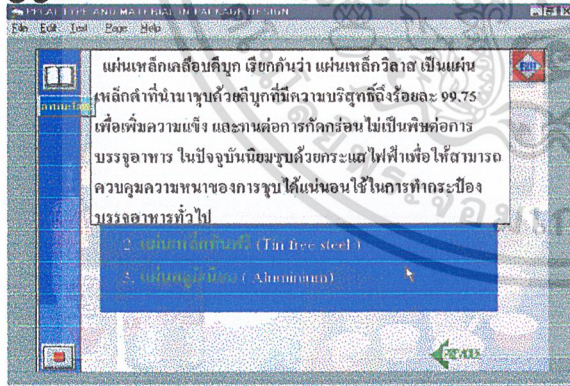 TYPE AND MATERIAL IN PACKAGE DESIGN
File Edit Text Page Help
EXIT
แผ่นเหล็กเคลือบดีบุก เรียกกันว่า แผ่นเหล็กวิลาส เป็นแผ่น
เหล็กดำที่นำมาชุบด้วยดีบุกที่มีความบริสุทธิ์ถึงร้อยละ 99.75
เพื่อเพิ่มความแข็ง และทนต่อการกัดกร่อนไม่เป็นพิษต่อการ
บรรจุอาหาร ในปัจจุบันนิยมชุบด้วยกระแสไฟฟ้าเพื่อให้สามารถ
ควบคุมความหนาของการชุบได้แน่นอนใช้ในการทำกระป๋อง
บรรจุอาหารทั่วไป
2. แผ่นเหล็กทินฟรี (Tin free steel )
3. แผ่นอลูมิเนียม ( Aluminium)